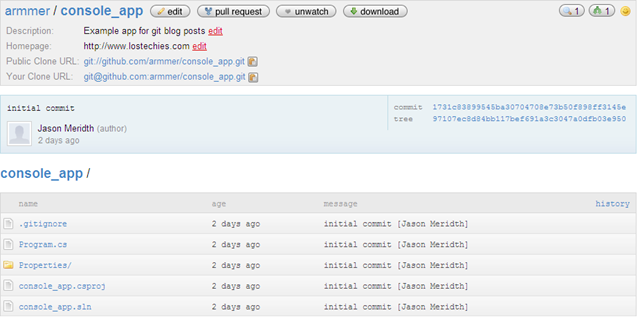 armmer / console_app edit pull request unwatch download 1 1
Description: Example app for git blog posts edit
Homepage: http://www.lostechies.com edit
Public Clone URL: git://github.com/armmer/console_app.git
Your Clone URL: git@github.com:armmer/console_app.git
initial commit
commit 1731c83899545ba30704708e73b50f898ff3145e
tree 97107ec8d84bb117bef691a3c3047a0dfb03e950
Jason Meridth (author)
2 days ago
console_app /
name age message history
.gitignore 2 days ago initial commit [Jason Meridth]
Program.cs 2 days ago initial commit [Jason Meridth]
Properties/ 2 days ago initial commit [Jason Meridth]
console_app.csproj 2 days ago initial commit [Jason Meridth]
console_app.sln 2 days ago initial commit [Jason Meridth]